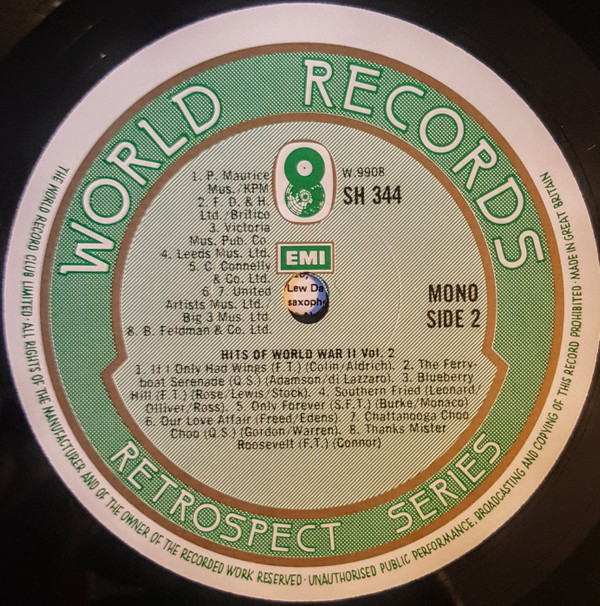 WORLD RECORDS
1. P. Maurice
Mus./KPM
2. F. D. & H.
Ltd./Britico
3. Victoria
Mus. Pub. Co.
4. Leeds Mus. Ltd.
5. C. Connelly
& Co. Ltd.
6. 7. United
Artists Mus. Ltd./
Big 3 Mus. Ltd.
8. B. Feldman & Co. Ltd.
W.9908
SH 344
EMI
Lew Da
saxoph
MONO
SIDE 2
HITS OF WORLD WAR II Vol. 2
1. If I Only Had Wings (F.T.) (Colin/Aldrich). 2. The Ferry-
boat Serenade (Q.S.) (Adamson/di Lazzaro). 3. Blueberry
Hill (F.T.) (Rose/Lewis/Stock). 4. Southern Fried (Leonard
Olliver/Ross). 5. Only Forever (S.F.T.) (Burke/Monaco)
6. Our Love Affair (Freed/Edens). 7. Chattanooga Choo
Choo (Q.S.) (Gordon/Warren). 8. Thanks Mister
Roosevelt (F.T.) (Connor)
RETROSPECT SERIES
THE WORLD RECORD CLUB LIMITED · ALL RIGHTS OF THE MANUFACTURER AND OF THE OWNER OF THE RECORDED WORK RESERVED · UNAUTHORISED PUBLIC PERFORMANCE, BROADCASTING AND COPYING OF THIS RECORD PROHIBITED · MADE IN GREAT BRITAIN